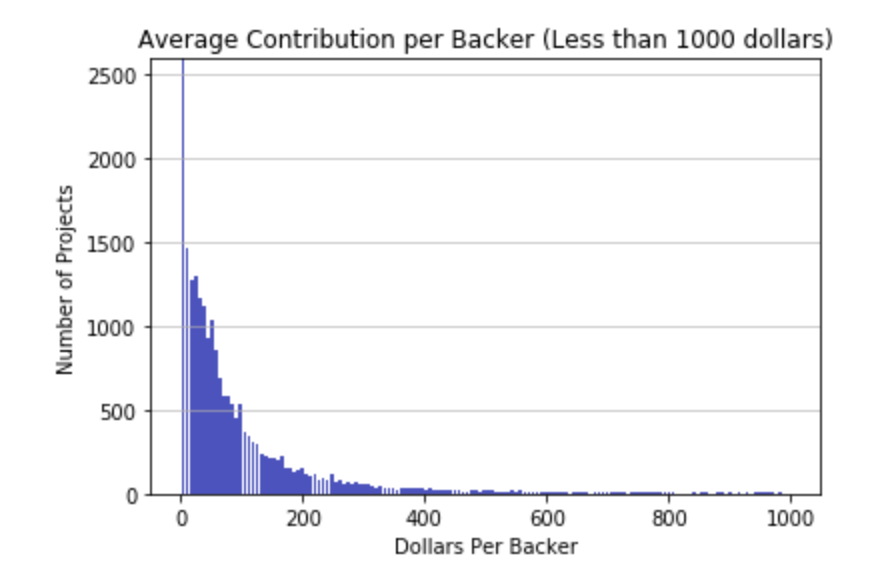 Average Contribution per Backer (Less than 1000 dollars)
2500
2000
1500
1000
500
0
Number of Projects
0 200 400 600 800 1000
Dollars Per Backer